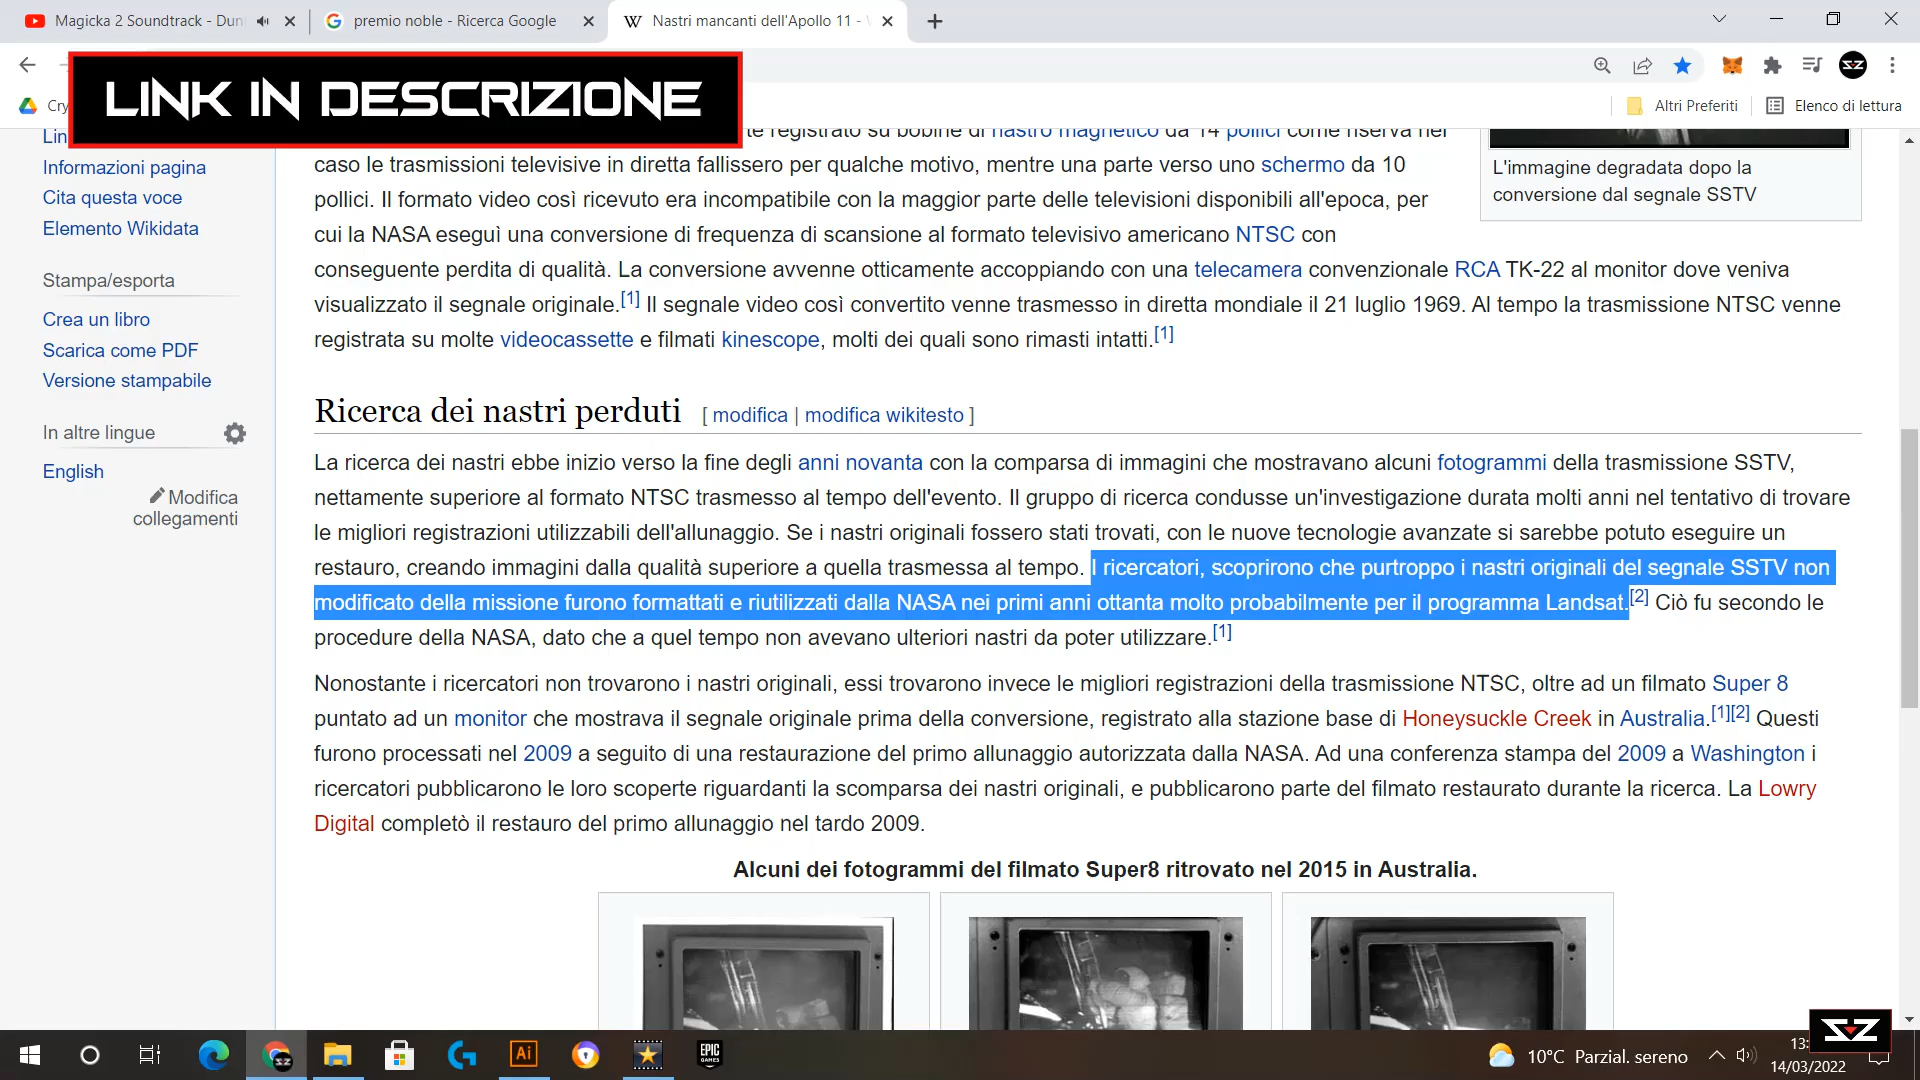 Magicka 2 Soundtrack - Dun
premio noble - Ricerca Google
Nastri mancanti dell'Apollo 11 -
LINK IN DESCRIZIONE
Cry
Altri Preferiti
Elenco di lettura
Lin
Informazioni pagina
Cita questa voce
Elemento Wikidata
Stampa/esporta
Crea un libro
Scarica come PDF
Versione stampabile
In altre lingue
English
Modifica
collegamenti
te registrato su bobine di nastro magnetico da 14 pollici come riserva nel
caso le trasmissioni televisive in diretta fallissero per qualche motivo, mentre una parte verso uno schermo da 10
pollici. Il formato video così ricevuto era incompatibile con la maggior parte delle televisioni disponibili all'epoca, per
cui la NASA eseguì una conversione di frequenza di scansione al formato televisivo americano NTSC con
conseguente perdita di qualità. La conversione avvenne otticamente accoppiando con una telecamera convenzionale RCA TK-22 al monitor dove veniva
visualizzato il segnale originale.[1] Il segnale video così convertito venne trasmesso in diretta mondiale il 21 luglio 1969. Al tempo la trasmissione NTSC venne
registrata su molte videocassette e filmati kinescope, molti dei quali sono rimasti intatti.[1]
L'immagine degradata dopo la
conversione dal segnale SSTV
Ricerca dei nastri perduti [ modifica | modifica wikitesto ]
La ricerca dei nastri ebbe inizio verso la fine degli anni novanta con la comparsa di immagini che mostravano alcuni fotogrammi della trasmissione SSTV,
nettamente superiore al formato NTSC trasmesso al tempo dell'evento. Il gruppo di ricerca condusse un'investigazione durata molti anni nel tentativo di trovare
le migliori registrazioni utilizzabili dell'allunaggio. Se i nastri originali fossero stati trovati, con le nuove tecnologie avanzate si sarebbe potuto eseguire un
restauro, creando immagini dalla qualità superiore a quella trasmessa al tempo. I ricercatori, scoprirono che purtroppo i nastri originali del segnale SSTV non
modificato della missione furono formattati e riutilizzati dalla NASA nei primi anni ottanta molto probabilmente per il programma Landsat.[2] Ciò fu secondo le
procedure della NASA, dato che a quel tempo non avevano ulteriori nastri da poter utilizzare.[1]
Nonostante i ricercatori non trovarono i nastri originali, essi trovarono invece le migliori registrazioni della trasmissione NTSC, oltre ad un filmato Super 8
puntato ad un monitor che mostrava il segnale originale prima della conversione, registrato alla stazione base di Honeysuckle Creek in Australia.[1][2] Questi
furono processati nel 2009 a seguito di una restaurazione del primo allunaggio autorizzata dalla NASA. Ad una conferenza stampa del 2009 a Washington i
ricercatori pubblicarono le loro scoperte riguardanti la scomparsa dei nastri originali, e pubblicarono parte del filmato restaurato durante la ricerca. La Lowry
Digital completò il restauro del primo allunaggio nel tardo 2009.
Alcuni dei fotogrammi del filmato Super8 ritrovato nel 2015 in Australia.
Ai
EPIC
GAMES
10°C Parzial. sereno
13:
14/03/2022